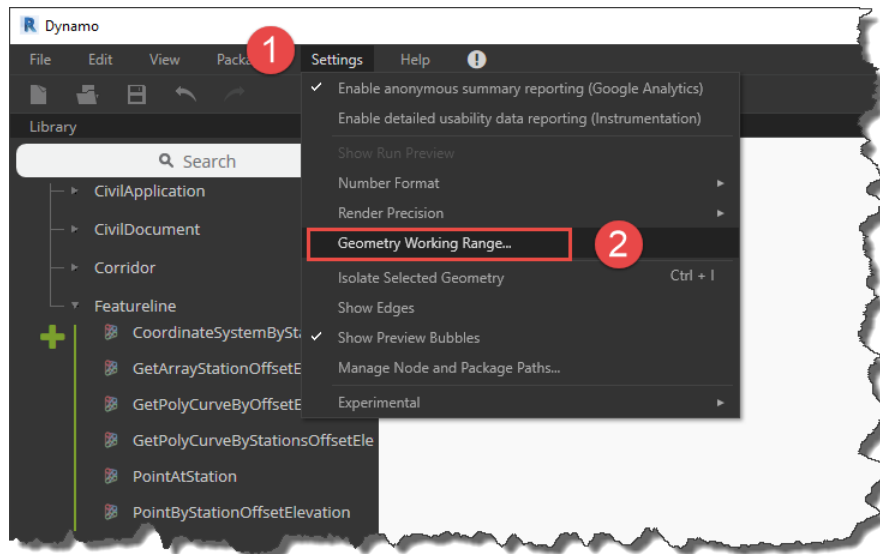 R Dynamo
File Edit View Packa 1 Settings Help !
Library
Search
CivilApplication
CivilDocument
Corridor
Featureline
CoordinateSystemBySta
GetArrayStationOffsetE
GetPolyCurveByOffsetE
GetPolyCurveByStationsOffsetEle
PointAtStation
PointByStationOffsetElevation
Enable anonymous summary reporting (Google Analytics)
Enable detailed usability data reporting (Instrumentation)
Show Run Preview
Number Format
Render Precision
Geometry Working Range... 2
Isolate Selected Geometry Ctrl + I
Show Edges
Show Preview Bubbles
Manage Node and Package Paths...
Experimental